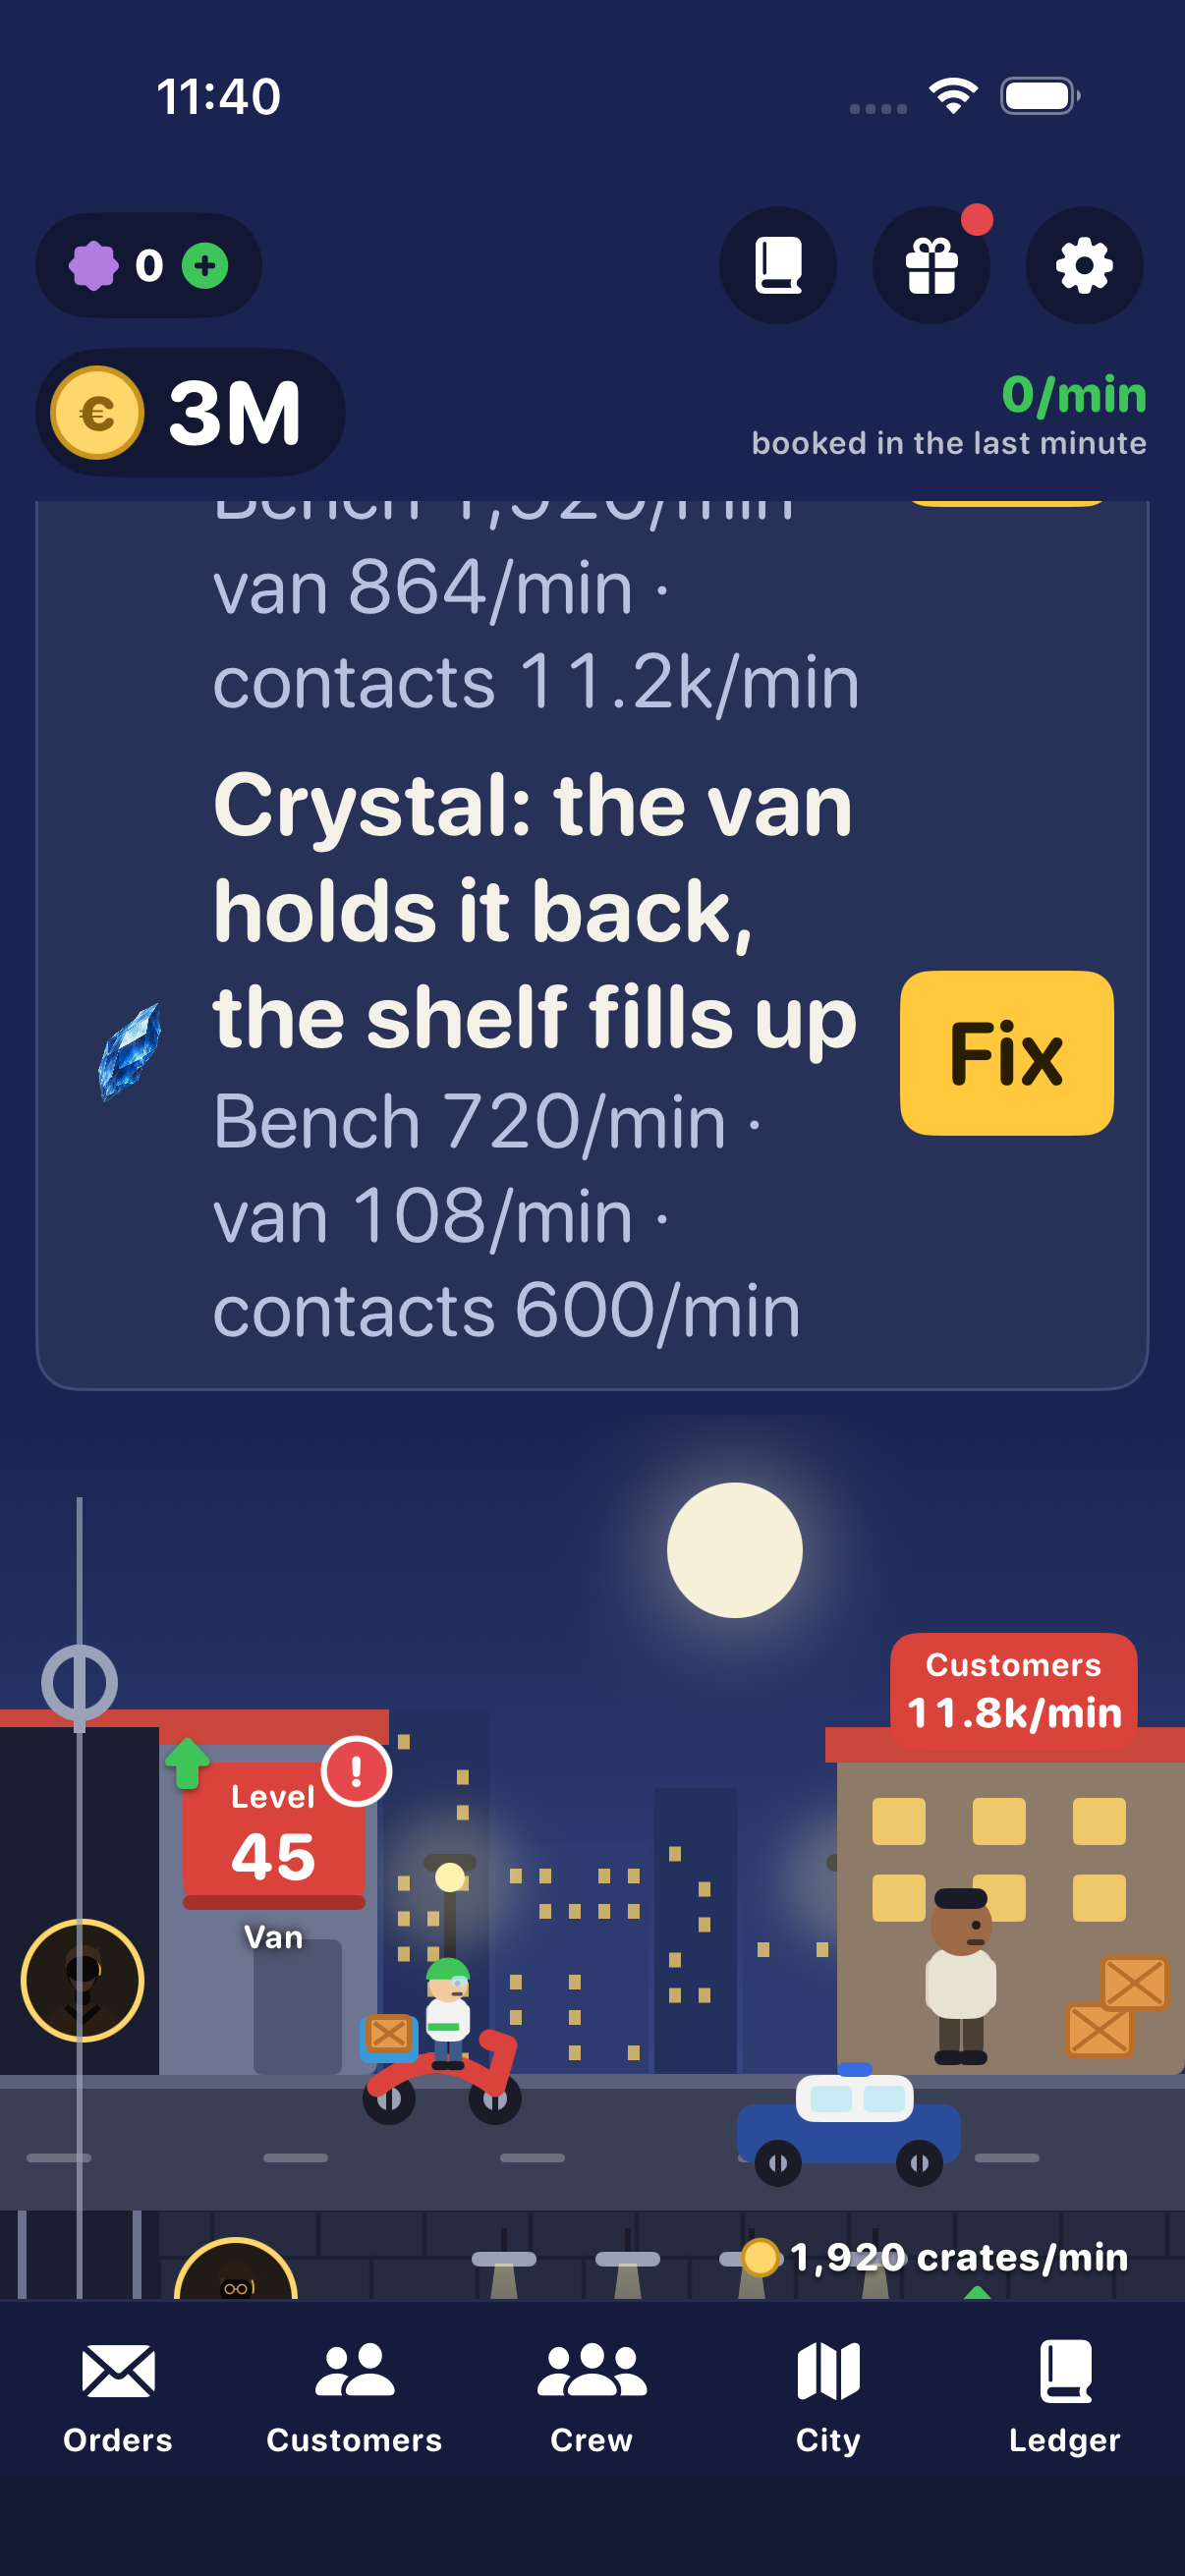 11:40
0
€ 3M
0/min
booked in the last minute
van 864/min ·
contacts 11.2k/min
Crystal: the van
holds it back,
the shelf fills up
Fix
Bench 720/min ·
van 108/min ·
contacts 600/min
Customers
11.8k/min
!
Level
45
Van
1,920 crates/min
Orders
Customers
Crew
City
Ledger